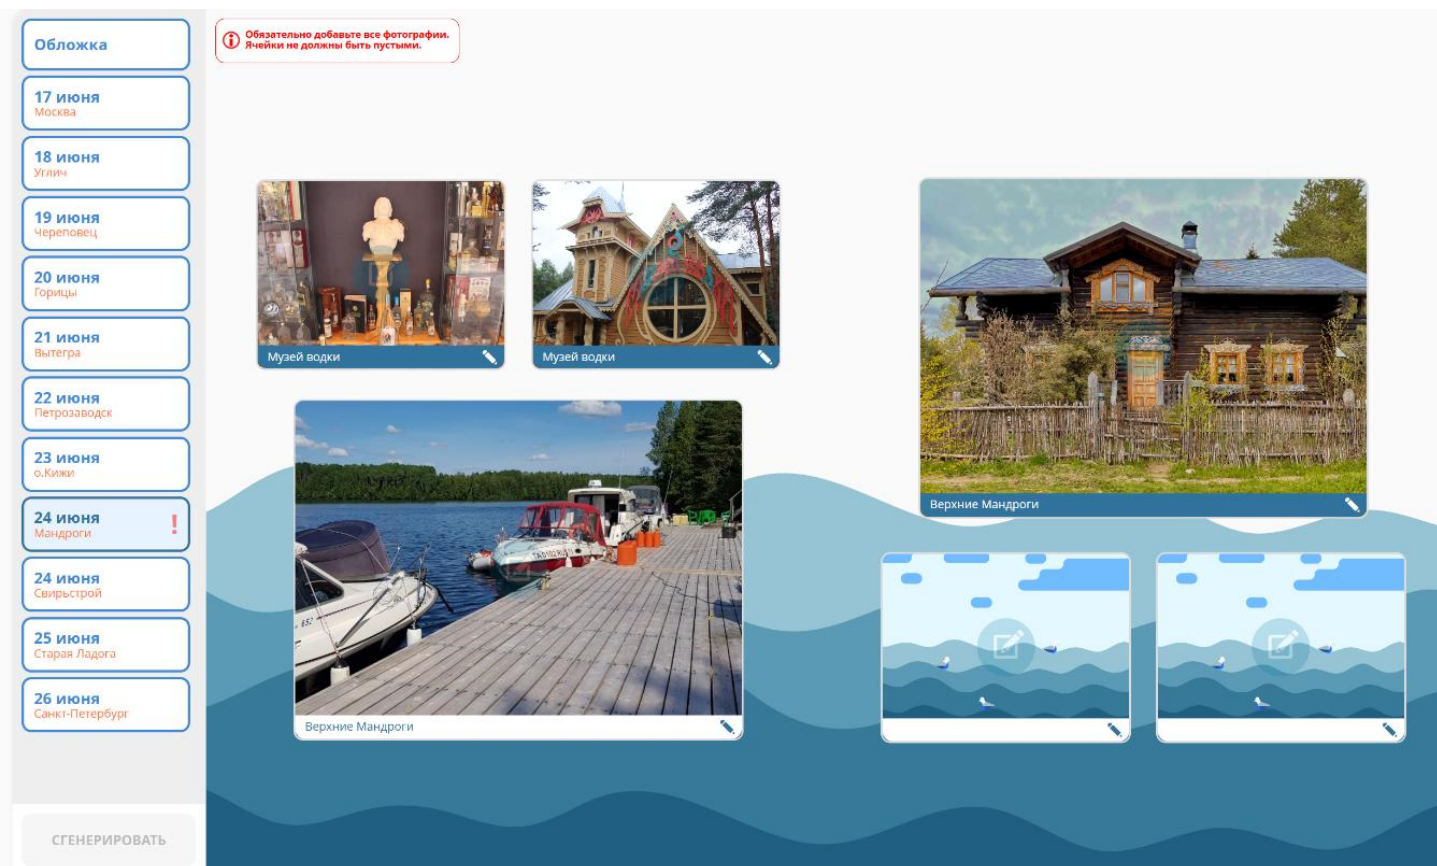 Обложка
17 июня
Москва
18 июня
Углич
19 июня
Череповец
20 июня
Горицы
21 июня
Вытегра
22 июня
Петрозаводск
23 июня
о.Кижи
24 июня
Мандроги
!
24 июня
Свирьстрой
25 июня
Старая Ладога
26 июня
Санкт-Петербург
СГЕНЕРИРОВАТЬ
Обязательно добавьте все фотографии.
Ячейки не должны быть пустыми.
Музей водки
Музей водки
Верхние Мандроги
Верхние Мандроги